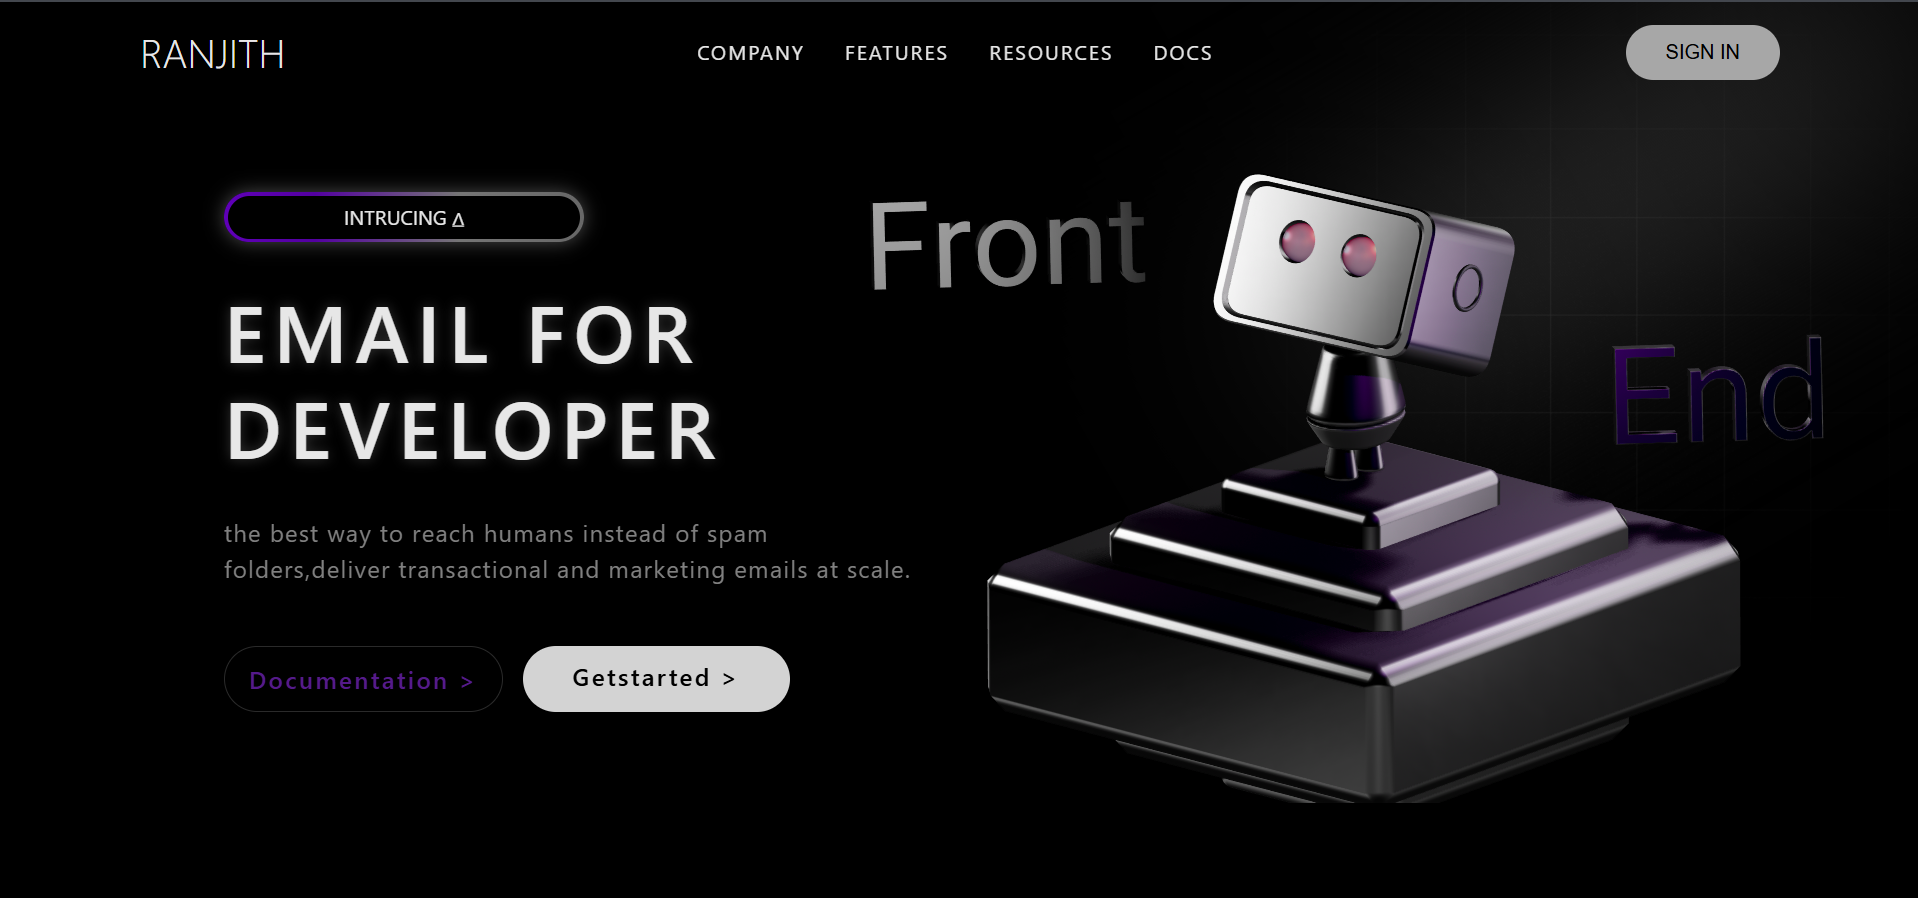 RANJITH
COMPANY FEATURES RESOURCES DOCS
SIGN IN
INTRUCING Δ
Front
End
EMAIL FOR
DEVELOPER
the best way to reach humans instead of spam
folders,deliver transactional and marketing emails at scale.
Documentation >
Getstarted >